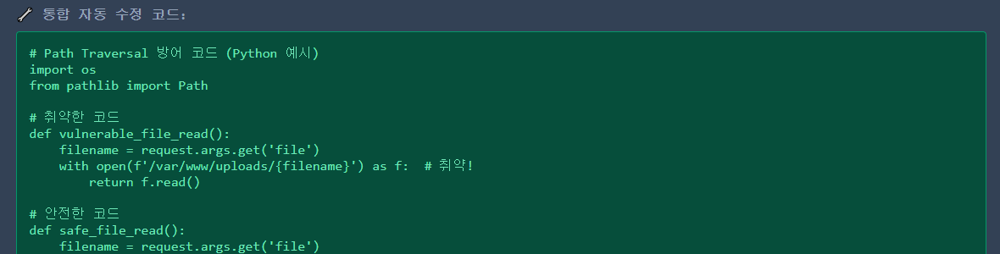 🔧 통합 자동 수정 코드:
# Path Traversal 방어 코드 (Python 예시)
import os
from pathlib import Path
# 취약한 코드
def vulnerable_file_read():
    filename = request.args.get('file')
    with open(f'/var/www/uploads/{filename}') as f:  # 취약!
        return f.read()
# 안전한 코드
def safe_file_read():
    filename = request.args.get('file')